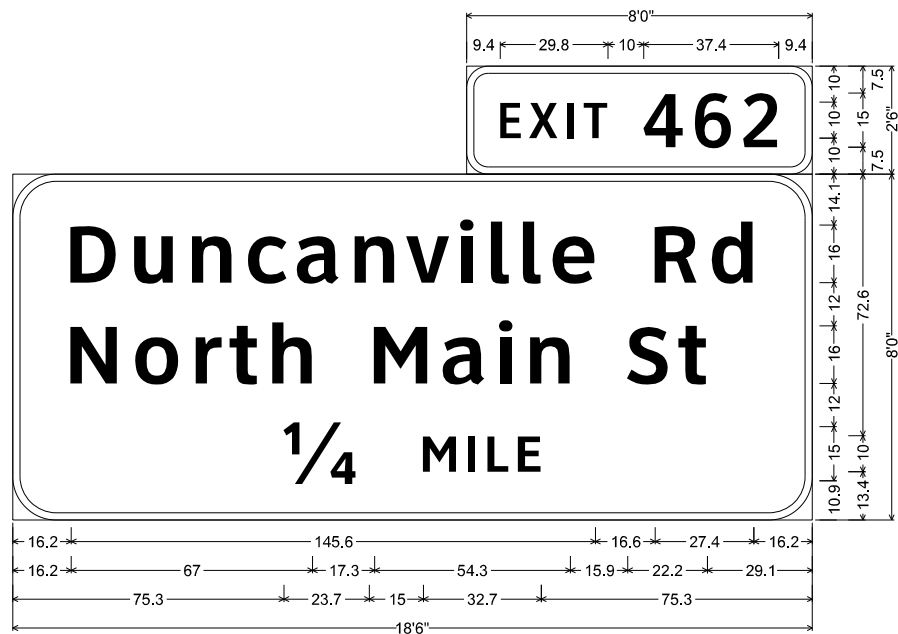 8'0"
9.4 29.8 10 37.4 9.4
EXIT 462
10 10 10
7.5 15 7.5
2'6"
Duncanville Rd
North Main St
¼ MILE
14.1 16 12 16 12 15 10.9
72.6 10 13.4
8'0"
16.2 145.6 16.6 27.4 16.2
16.2 67 17.3 54.3 15.9 22.2 29.1
75.3 23.7 15 32.7 75.3
18'6"